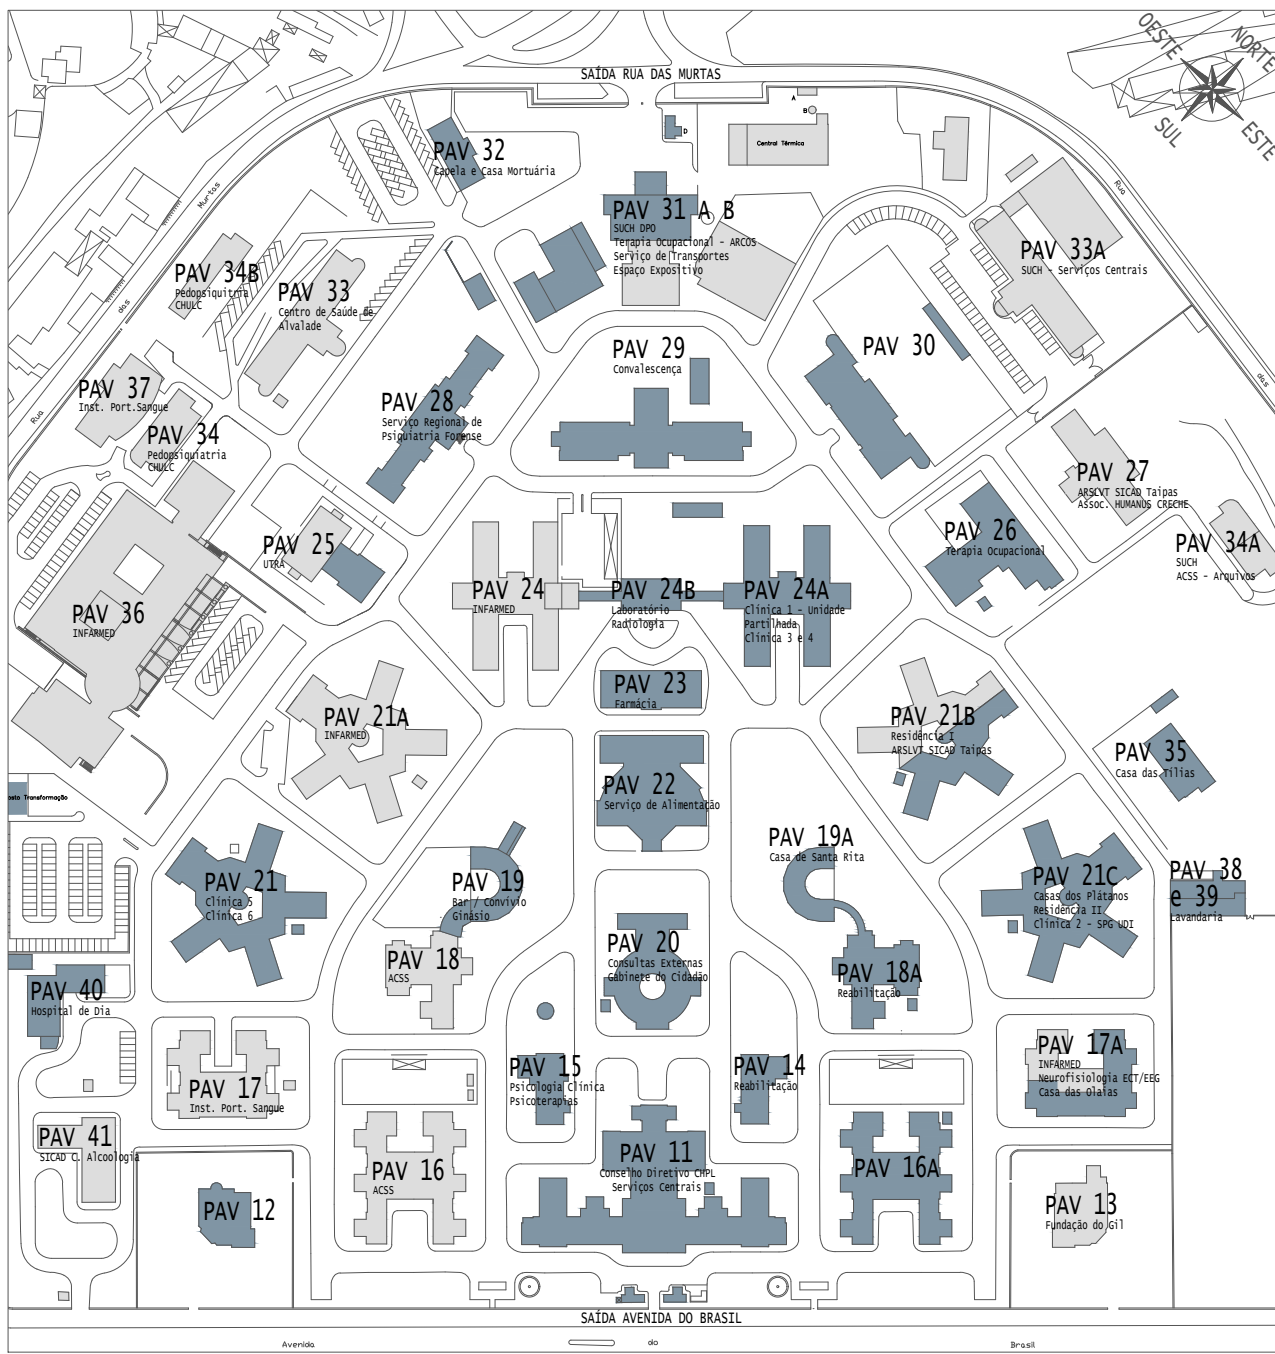 SAÍDA RUA DAS MURTAS
OESTE
NORTE
SUL
ESTE
A
B
D
Central Térmica
PAV 32
Capela e Casa Mortuária
PAV 31 A B
SUCH DPO
Terapia Ocupacional - ARCOS
Serviço de Transportes
Espaço Expositivo
PAV 33A
SUCH - Serviços Centrais
Rua
das
Rua
das
Murtas
PAV 34B
Pedopsiquitria
CHULC
PAV 33
Centro de Saúde de
Alvalade
PAV 29
Convalescença
PAV 30
PAV 37
Inst. Port.Sangue
PAV 34
Pedopsiquiatria
CHULC
PAV 28
Serviço Regional de
Psiquiatria Forense
PAV 27
ARSLVT SICAD Taipas
Assoc. HUMANUS CRECHE
PAV 26
Terapia Ocupacional
PAV 34A
SUCH
ACSS - Arquivos
PAV 25
UTRA
PAV 36
INFARMED
PAV 24
INFARMED
PAV 24B
Laboratório
Radiologia
PAV 24A
Clínica 1 - Unidade
Partilhada
Clínica 3 e 4
PAV 23
Farmácia
PAV 21A
INFARMED
PAV 21B
Residência I
ARSLVT SICAD Taipas
PAV 35
Casa das Tílias
PAV 22
Serviço de Alimentação
osto Transformação
PAV 19A
Casa de Santa Rita
PAV 21
Clínica 5
Clínica 6
PAV 19
Bar / Convívio
Ginásio
PAV 21C
Casas dos Plátanos
Residência II
Clínica 2 - SPG UDI
PAV 38
e 39
Lavandaria
PAV 20
Consultas Externas
Gabinete do Cidadão
PAV 18
ACSS
PAV 18A
Reabilitação
PAV 40
Hospital de Dia
PAV 17
Inst. Port. Sangue
PAV 15
Psicologia Clínica
Psicoterapias
PAV 14
Reabilitação
PAV 17A
INFARMED
Neurofisiologia ECT/EEG
Casa das Olaias
PAV 41
SICAD C. Alcoologia
PAV 16
ACSS
PAV 11
Conselho Diretivo CHPL
Serviços Centrais
PAV 16A
PAV 12
PAV 13
Fundação do Gil
SAÍDA AVENIDA DO BRASIL
Avenida
do
Brasil